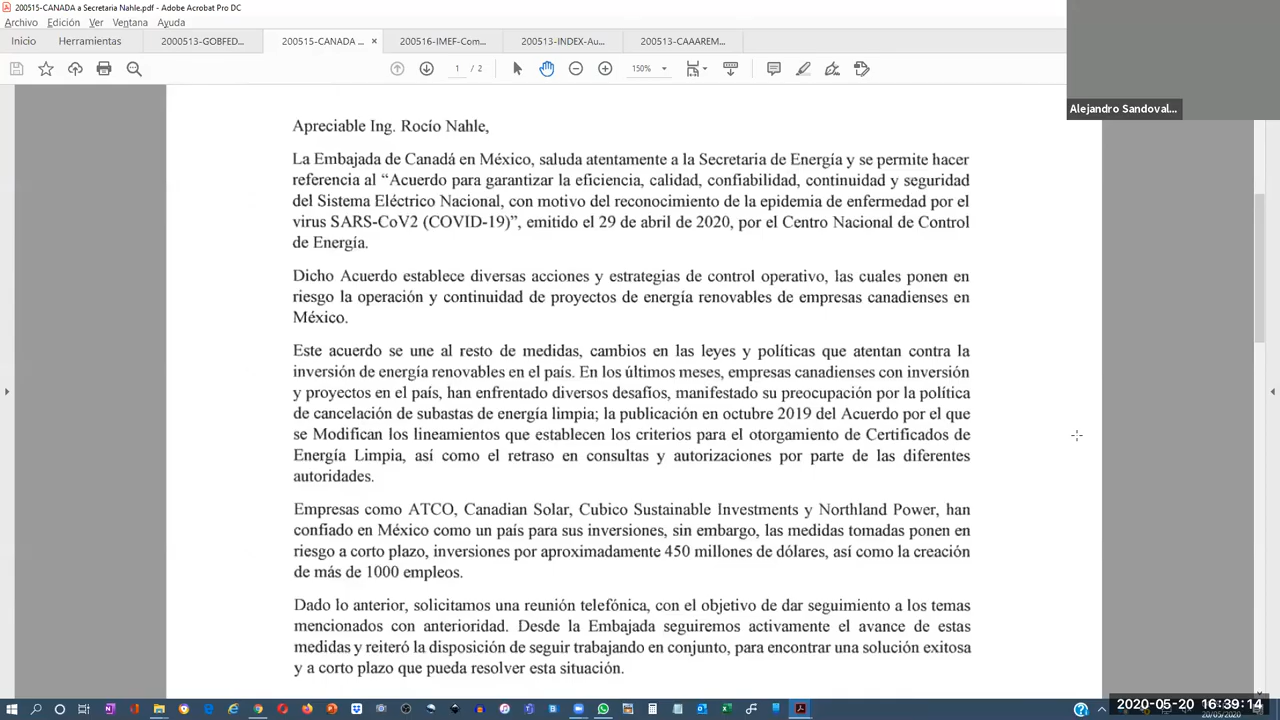 200515-CANADA a Secretaria Nahle.pdf - Adobe Acrobat Pro DC
Archivo Edición Ver Ventana Ayuda
Inicio Herramientas 2000513-GOBFED... 200515-CANADA ... × 200516-IMEF-Com... 200513-INDEX-Au... 200513-CAAAREM...
1 / 2 150%
Alejandro Sandoval...
Apreciable Ing. Rocío Nahle,
La Embajada de Canadá en México, saluda atentamente a la Secretaria de Energía y se permite hacer
referencia al “Acuerdo para garantizar la eficiencia, calidad, confiabilidad, continuidad y seguridad
del Sistema Eléctrico Nacional, con motivo del reconocimiento de la epidemia de enfermedad por el
virus SARS-CoV2 (COVID-19)”, emitido el 29 de abril de 2020, por el Centro Nacional de Control
de Energía.
Dicho Acuerdo establece diversas acciones y estrategias de control operativo, las cuales ponen en
riesgo la operación y continuidad de proyectos de energía renovables de empresas canadienses en
México.
Este acuerdo se une al resto de medidas, cambios en las leyes y políticas que atentan contra la
inversión de energía renovables en el país. En los últimos meses, empresas canadienses con inversión
y proyectos en el país, han enfrentado diversos desafíos, manifestado su preocupación por la política
de cancelación de subastas de energía limpia; la publicación en octubre 2019 del Acuerdo por el que
se Modifican los lineamientos que establecen los criterios para el otorgamiento de Certificados de
Energía Limpia, así como el retraso en consultas y autorizaciones por parte de las diferentes
autoridades.
Empresas como ATCO, Canadian Solar, Cubico Sustainable Investments y Northland Power, han
confiado en México como un país para sus inversiones, sin embargo, las medidas tomadas ponen en
riesgo a corto plazo, inversiones por aproximadamente 450 millones de dólares, así como la creación
de más de 1000 empleos.
Dado lo anterior, solicitamos una reunión telefónica, con el objetivo de dar seguimiento a los temas
mencionados con anterioridad. Desde la Embajada seguiremos activamente el avance de estas
medidas y reiteró la disposición de seguir trabajando en conjunto, para encontrar una solución exitosa
y a corto plazo que pueda resolver esta situación.
2020-05-20 16:39:14
20/05/2020